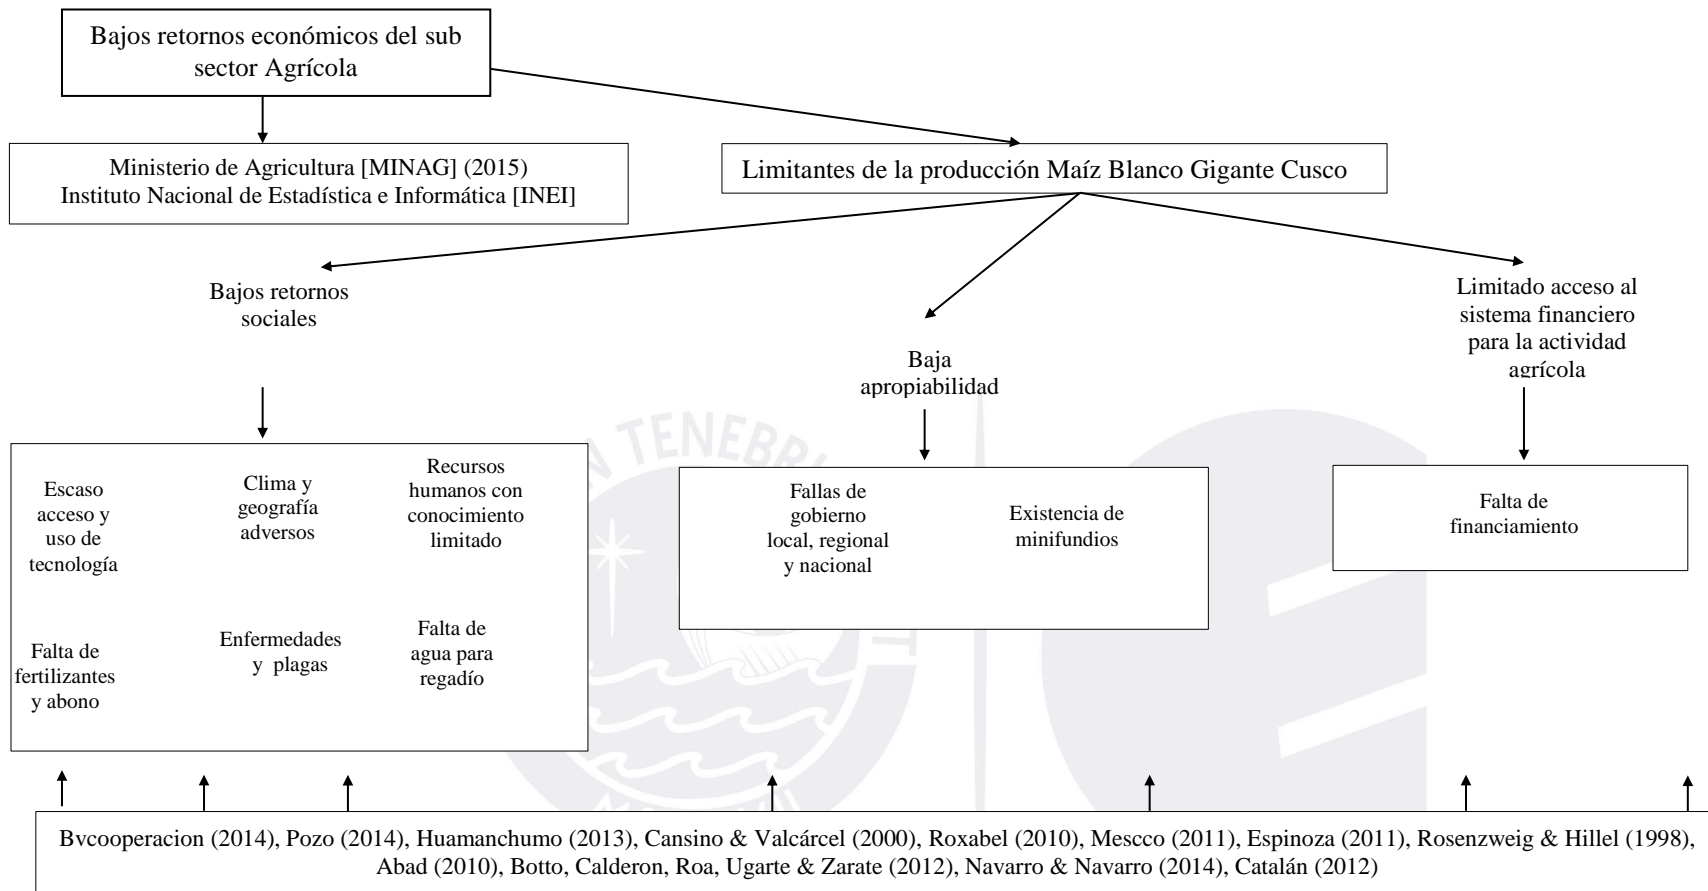 Bajos retornos económicos del sub
sector Agrícola
Ministerio de Agricultura [MINAG] (2015)
Instituto Nacional de Estadística e Informática [INEI]
Limitantes de la producción Maíz Blanco Gigante Cusco
Bajos retornos
sociales
Baja
apropiabilidad
Limitado acceso al
sistema financiero
para la actividad
agrícola
Escaso
acceso y
uso de
tecnología
Clima y
geografía
adversos
Recursos
humanos con
conocimiento
limitado
Falta de
fertilizantes
y abono
Enfermedades
y plagas
Falta de
agua para
regadío
Fallas de
gobierno
local, regional
y nacional
Existencia de
minifundios
Falta de
financiamiento
TENEBRI
Bvcooperacion (2014), Pozo (2014), Huamanchumo (2013), Cansino & Valcárcel (2000), Roxabel (2010), Mescco (2011), Espinoza (2011), Rosenzweig & Hillel (1998),
Abad (2010), Botto, Calderon, Roa, Ugarte & Zarate (2012), Navarro & Navarro (2014), Catalán (2012)